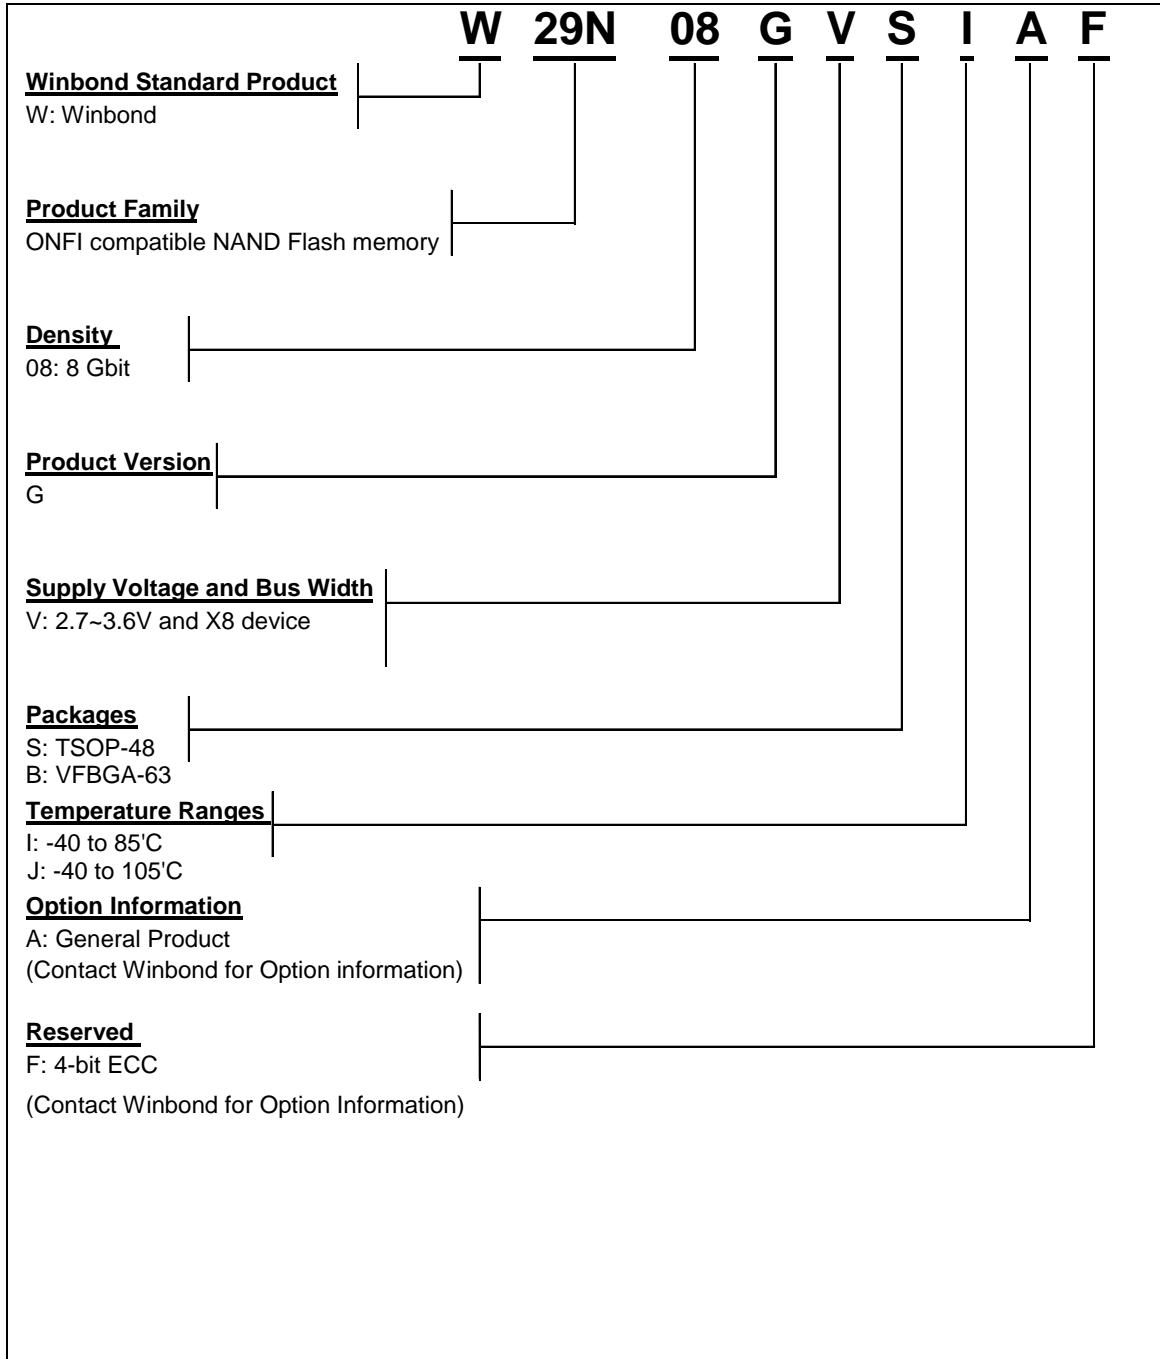 W 29N 08 G V S I A F
Winbond Standard Product
W: Winbond
Product Family
ONFI compatible NAND Flash memory
Density
08: 8 Gbit
Product Version
G
Supply Voltage and Bus Width
V: 2.7~3.6V and X8 device
Packages
S: TSOP-48
B: VFBGA-63
Temperature Ranges
I: -40 to 85'C
J: -40 to 105'C
Option Information
A: General Product
(Contact Winbond for Option information)
Reserved
F: 4-bit ECC
(Contact Winbond for Option Information)